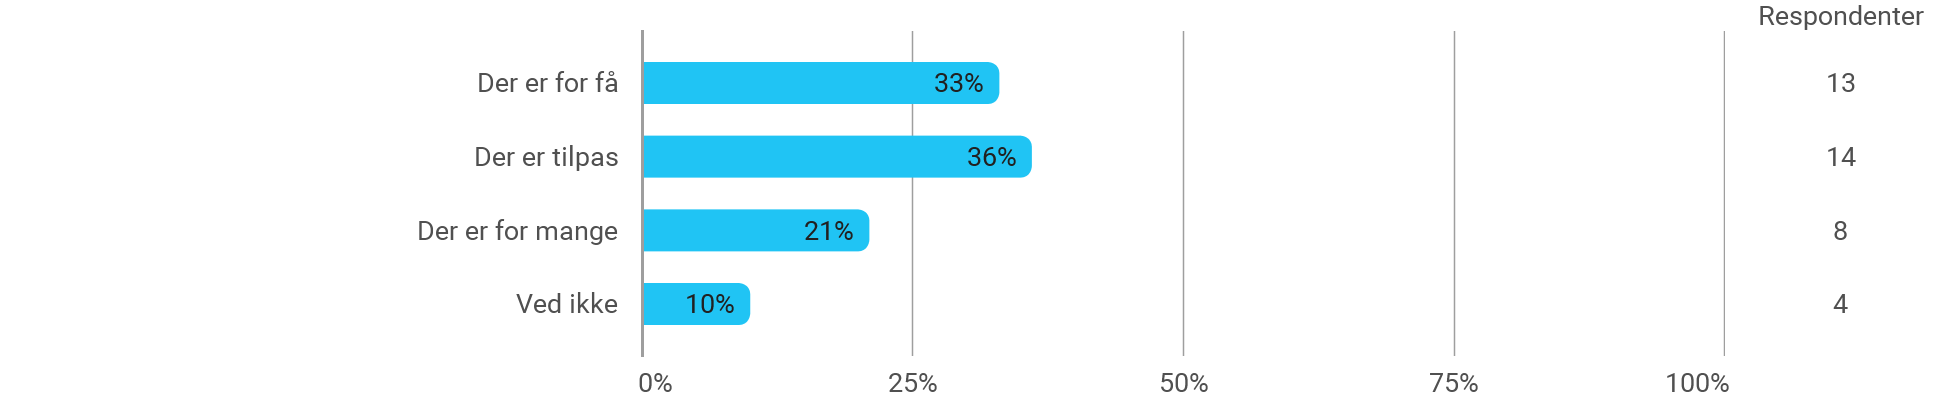 Respondenter
Der er for få 33% 13
Der er tilpas 36% 14
Der er for mange 21% 8
Ved ikke 10% 4
0% 25% 50% 75% 100%